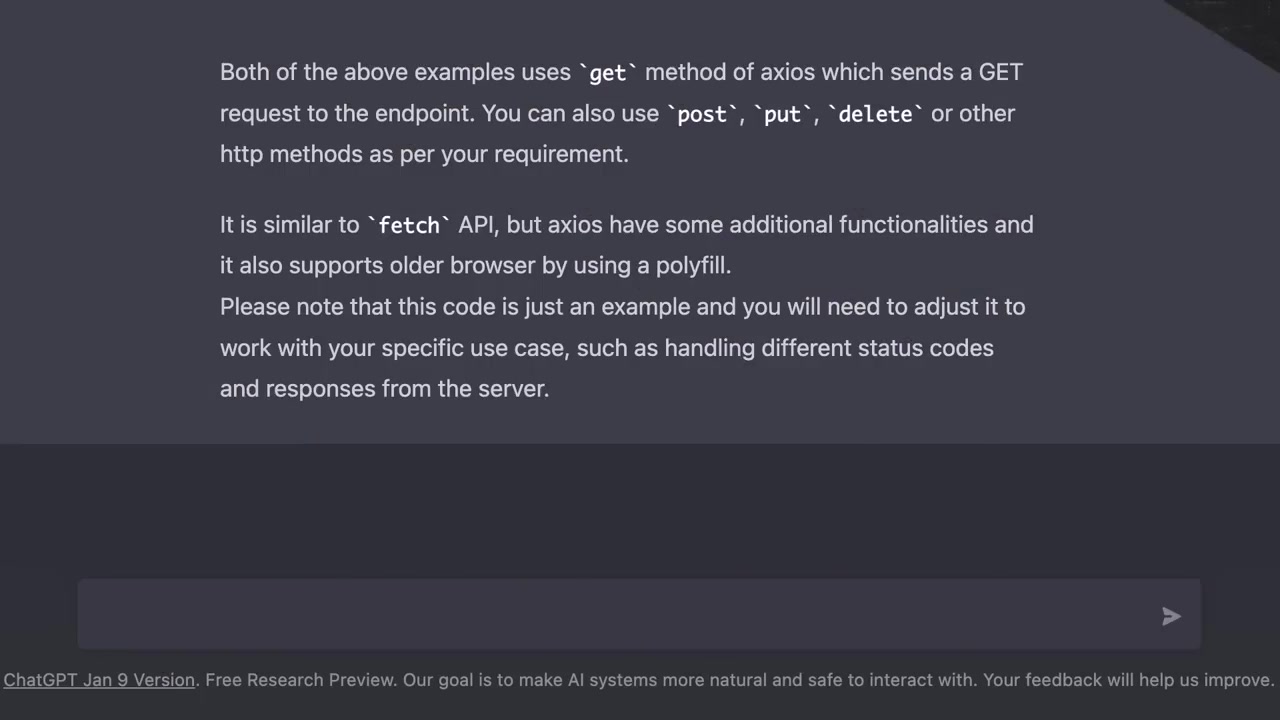 Both of the above examples uses `get` method of axios which sends a GET
request to the endpoint. You can also use `post`, `put`, `delete` or other
http methods as per your requirement.
It is similar to `fetch` API, but axios have some additional functionalities and
it also supports older browser by using a polyfill.
Please note that this code is just an example and you will need to adjust it to
work with your specific use case, such as handling different status codes
and responses from the server.
ChatGPT Jan 9 Version. Free Research Preview. Our goal is to make AI systems more natural and safe to interact with. Your feedback will help us improve.